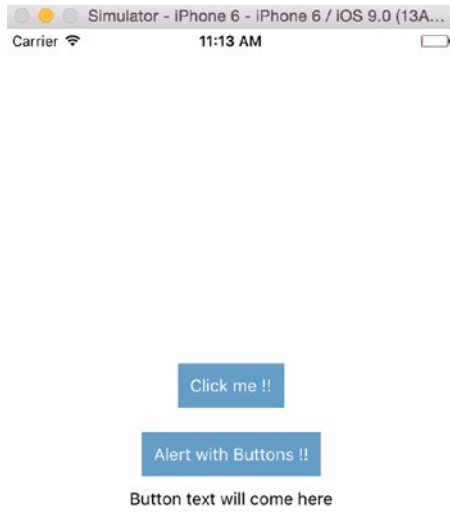 Simulator - iPhone 6 - iPhone 6 / iOS 9.0 (13A...
Carrier 11:13 AM
Click me !!
Alert with Buttons !!
Button text will come here